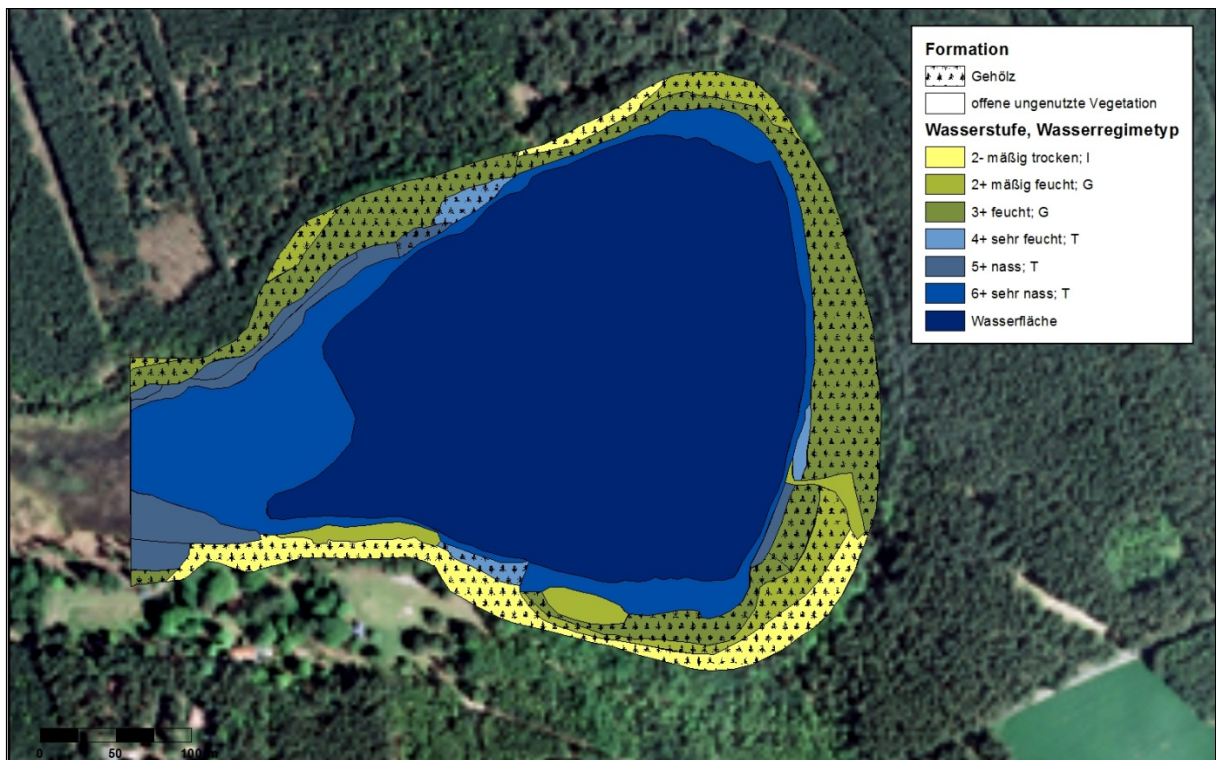 Formation
Gehölz
offene ungenutzte Vegetation
Wasserstufe, Wasserregimetyp
2- mäßig trocken; I
2+ mäßig feucht; G
3+ feucht; G
4+ sehr feucht; T
5+ nass; T
6+ sehr nass; T
Wasserfläche
0 50 100 m